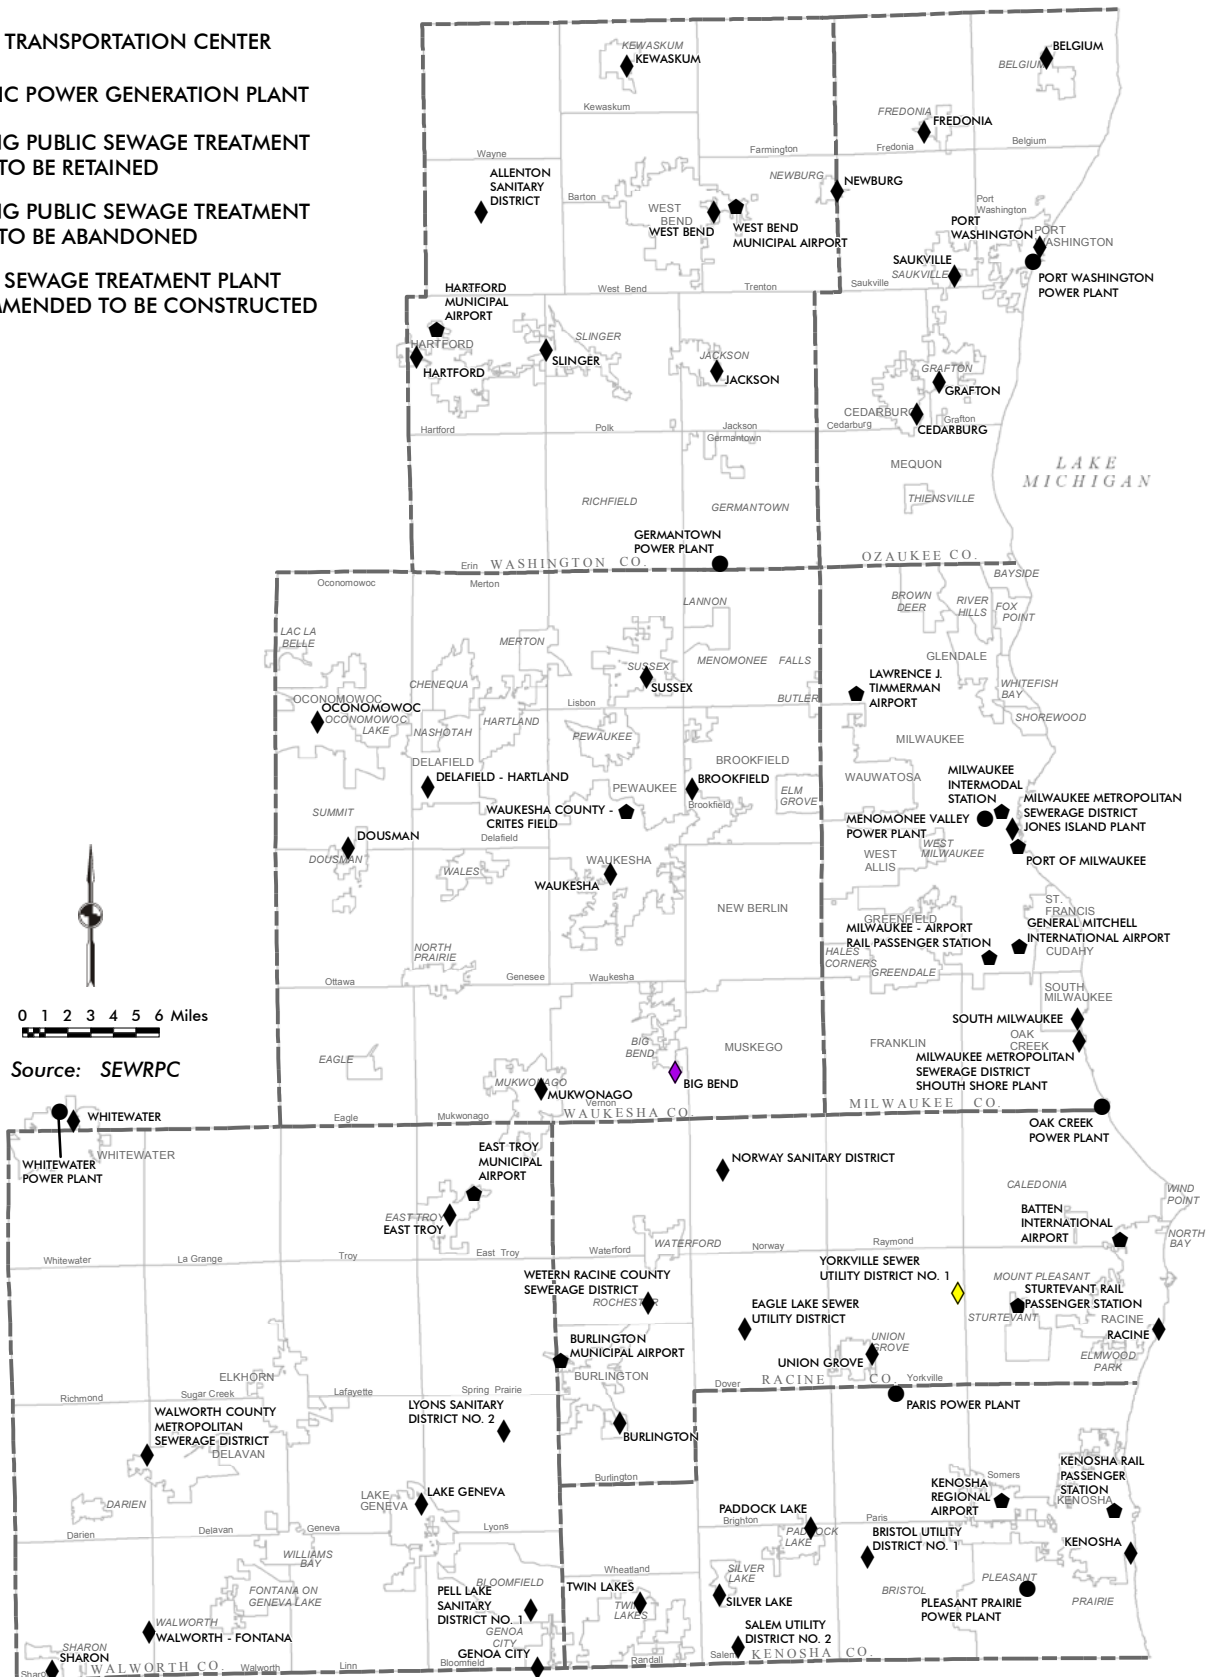 TRANSPORTATION CENTER
IC POWER GENERATION PLANT
NG PUBLIC SEWAGE TREATMENT
TO BE RETAINED
NG PUBLIC SEWAGE TREATMENT
TO BE ABANDONED
SEWAGE TREATMENT PLANT
MMENDED TO BE CONSTRUCTED
KEWASKUM
KEWASKUM
Kewaskum
BELGIUM
BELGIUM
FREDONIA
FREDONIA
Fredonia
Belgium
Wayne
Farmington
ALLENTON
SANITARY
DISTRICT
Barton
NEWBURG
NEWBURG
WEST
BEND
WEST BEND
WEST BEND
MUNICIPAL AIRPORT
Port
Washington
PORT
WASHINGTON
PORT
WASHINGTON
SAUKVILLE
SAUKVILLE
Saukville
PORT WASHINGTON
POWER PLANT
West Bend
Trenton
HARTFORD
MUNICIPAL
AIRPORT
HARTFORD
HARTFORD
SLINGER
SLINGER
JACKSON
JACKSON
GRAFTON
GRAFTON
CEDARBURG
Grafton
Cedarburg
CEDARBURG
Hartford
Polk
Jackson
Germantown
MEQUON
THIENSVILLE
LAKE
MICHIGAN
RICHFIELD
GERMANTOWN
GERMANTOWN
POWER PLANT
Erin
WASHINGTON CO.
OZAUKEE CO.
Oconomowoc
Merton
BAYSIDE
LANNON
BROWN
DEER
RIVER
HILLS
FOX
POINT
LAC LA
BELLE
MERTON
SUSSEX
SUSSEX
MENOMONEE FALLS
GLENDALE
CHENEQUA
LAWRENCE J.
TIMMERMAN
AIRPORT
WHITEFISH
BAY
BUTLER
OCONOMOWOC
OCONOMOWOC
OCONOMOWOC
LAKE
Lisbon
HARTLAND
NASHOTAH
PEWAUKEE
SHOREWOOD
MILWAUKEE
DELAFIELD
DELAFIELD - HARTLAND
PEWAUKEE
BROOKFIELD
BROOKFIELD
Brookfield
ELM
GROVE
WAUWATOSA
MILWAUKEE
INTERMODAL
STATION
MILWAUKEE METROPOLITAN
SEWERAGE DISTRICT
JONES ISLAND PLANT
SUMMIT
WAUKESHA COUNTY -
CRITES FIELD
MENOMONEE VALLEY
POWER PLANT
DOUSMAN
DOUSMAN
Delafield
WEST
MILWAUKEE
WEST
ALLIS
PORT OF MILWAUKEE
WALES
WAUKESHA
WAUKESHA
NEW BERLIN
ST.
FRANCIS
GREENFIELD
GENERAL MITCHELL
INTERNATIONAL AIRPORT
MILWAUKEE - AIRPORT
RAIL PASSENGER STATION
CUDAHY
NORTH
PRAIRIE
HALES
CORNERS
GREENDALE
Ottawa
Genesee
Waukesha
SOUTH
MILWAUKEE
0 1 2 3 4 5 6 Miles
SOUTH MILWAUKEE
OAK
CREEK
Source: SEWRPC
EAGLE
BIG
BEND
MUSKEGO
FRANKLIN
MILWAUKEE METROPOLITAN
SEWERAGE DISTRICT
SHOUTH SHORE PLANT
BIG BEND
MUKWONAGO
MUKWONAGO
Vernon
WAUKESHA CO.
MILWAUKEE CO.
Eagle
Mukwonago
WHITEWATER
WHITEWATER
WHITEWATER
POWER PLANT
OAK CREEK
POWER PLANT
EAST TROY
MUNICIPAL
AIRPORT
NORWAY SANITARY DISTRICT
CALEDONIA
WIND
POINT
EAST TROY
EAST TROY
BATTEN
INTERNATIONAL
AIRPORT
NORTH
BAY
Whitewater
La Grange
Troy
East Troy
Waterford
WATERFORD
Norway
Raymond
WETERN RACINE COUNTY
SEWERAGE DISTRICT
ROCHESTER
YORKVILLE SEWER
UTILITY DISTRICT NO. 1
MOUNT PLEASANT
STURTEVANT RAIL
PASSENGER STATION
STURTEVANT
EAGLE LAKE SEWER
UTILITY DISTRICT
RACINE
RACINE
UNION
GROVE
UNION GROVE
ELMWOOD
PARK
BURLINGTON
MUNICIPAL AIRPORT
BURLINGTON
ELKHORN
Dover
RACINE CO.
Yorkville
Richmond
Sugar Creek
Lafayette
Spring Prairie
PARIS POWER PLANT
WALWORTH COUNTY
METROPOLITAN
SEWERAGE DISTRICT
DELAVAN
LYONS SANITARY
DISTRICT NO. 2
BURLINGTON
Burlington
KENOSHA RAIL
PASSENGER
STATION
KENOSHA
Somers
KENOSHA
REGIONAL
AIRPORT
LAKE
GENEVA
LAKE GENEVA
DARIEN
PADDOCK LAKE
Brighton
PADDOCK
LAKE
Paris
BRISTOL UTILITY
DISTRICT NO. 1
KENOSHA
Darien
Delavan
Geneva
Lyons
WILLIAMS
BAY
Wheatland
SILVER
LAKE
PLEASANT
PRAIRIE
BLOOMFIELD
FONTANA ON
GENEVA LAKE
PELL LAKE
SANITARY
DISTRICT NO. 1
TWIN LAKES
TWIN
LAKES
SILVER LAKE
BRISTOL
PLEASANT PRAIRIE
POWER PLANT
WALWORTH
WALWORTH - FONTANA
GENOA
CITY
GENOA CITY
SALEM UTILITY
DISTRICT NO. 2
SHARON
SHARON
Sharon
WALWORTH CO.
Walworth
Linn
Bloomfield
Randall
Salem
KENOSHA CO.